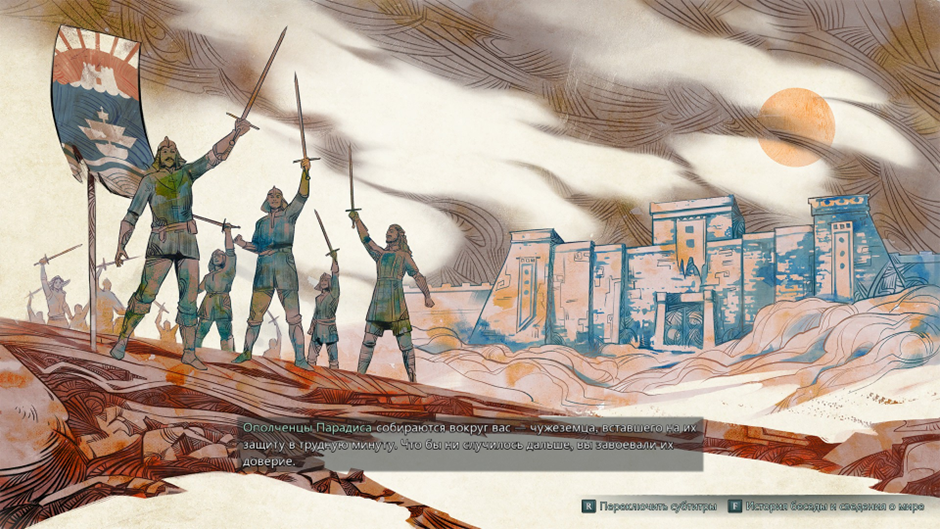 Ополченцы Парадиса собираются вокруг вас — чужеземца, вставшего на их
защиту в трудную минуту. Что бы ни случилось дальше, вы завоевали их
доверие.
R Переключить субтитры F История беседы и сведения о мире